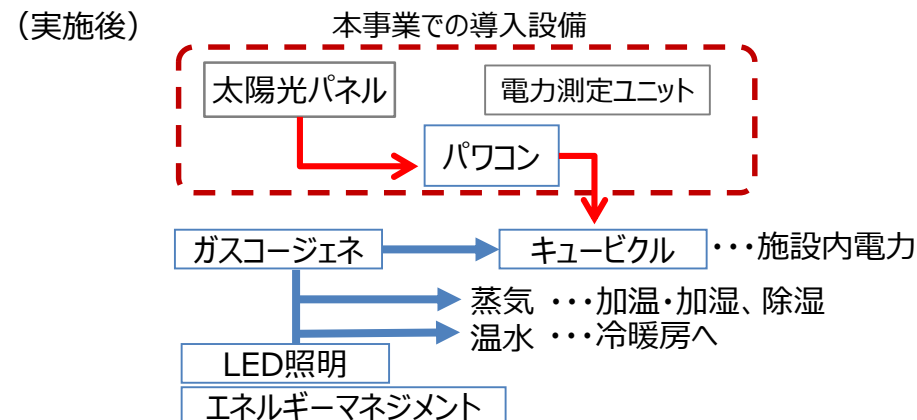 （実施後）
本事業での導入設備
太陽光パネル
電力測定ユニット
パワコン
ガスコージェネ
キュービクル
・・・施設内電力
蒸気 ・・・加温・加湿、除湿
温水 ・・・冷暖房へ
LED照明
エネルギーマネジメント